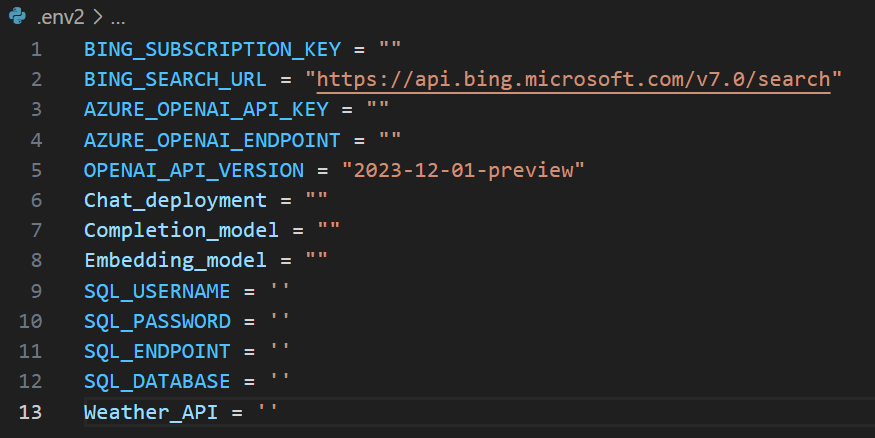 .env2 > ...
1 BING_SUBSCRIPTION_KEY = ""
2 BING_SEARCH_URL = "https://api.bing.microsoft.com/v7.0/search"
3 AZURE_OPENAI_API_KEY = ""
4 AZURE_OPENAI_ENDPOINT = ""
5 OPENAI_API_VERSION = "2023-12-01-preview"
6 Chat_deployment = ""
7 Completion_model = ""
8 Embedding_model = ""
9 SQL_USERNAME = ''
10 SQL_PASSWORD = ''
11 SQL_ENDPOINT = ''
12 SQL_DATABASE = ''
13 Weather_API = ''